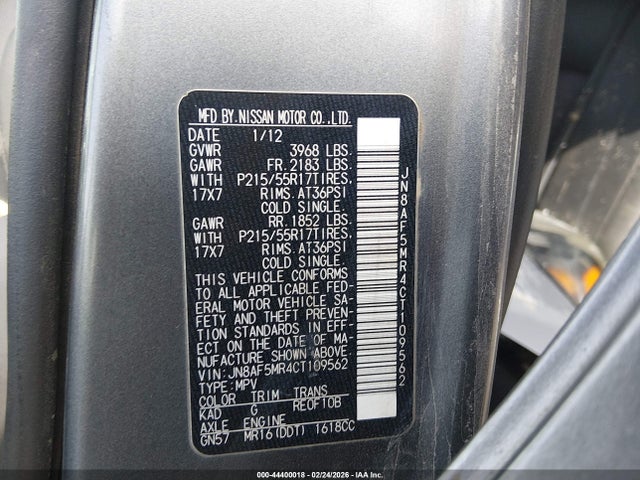 MFD BY.NISSAN MOTOR CO.,LTD.
DATE 1/12
GVWR 3968 LBS.
GAWR FR.2183 LBS.
WITH P215/55R17TIRES.
17X7 RIMS.AT36PSI
COLD SINGLE.
GAWR RR.1852 LBS.
WITH P215/55R17TIRES.
17X7 RIMS.AT36PSI
COLD SINGLE.
THIS VEHICLE CONFORMS
TO ALL APPLICABLE FED-
ERAL MOTOR VEHICLE SA-
FETY AND THEFT PREVEN-
TION STANDARDS IN EFF-
ECT ON THE DATE OF MA-
NUFACTURE SHOWN ABOVE.
VIN:JN8AF5MR4CT109562
TYPE:MPV
COLOR TRIM TRANS
KAD G RE0F10B
AXLE ENGINE
GN57 MR16(DDT) 1618CC
JN8AF5MR4CT109562
000-44400018 - 02/24/2026 - IAA Inc.